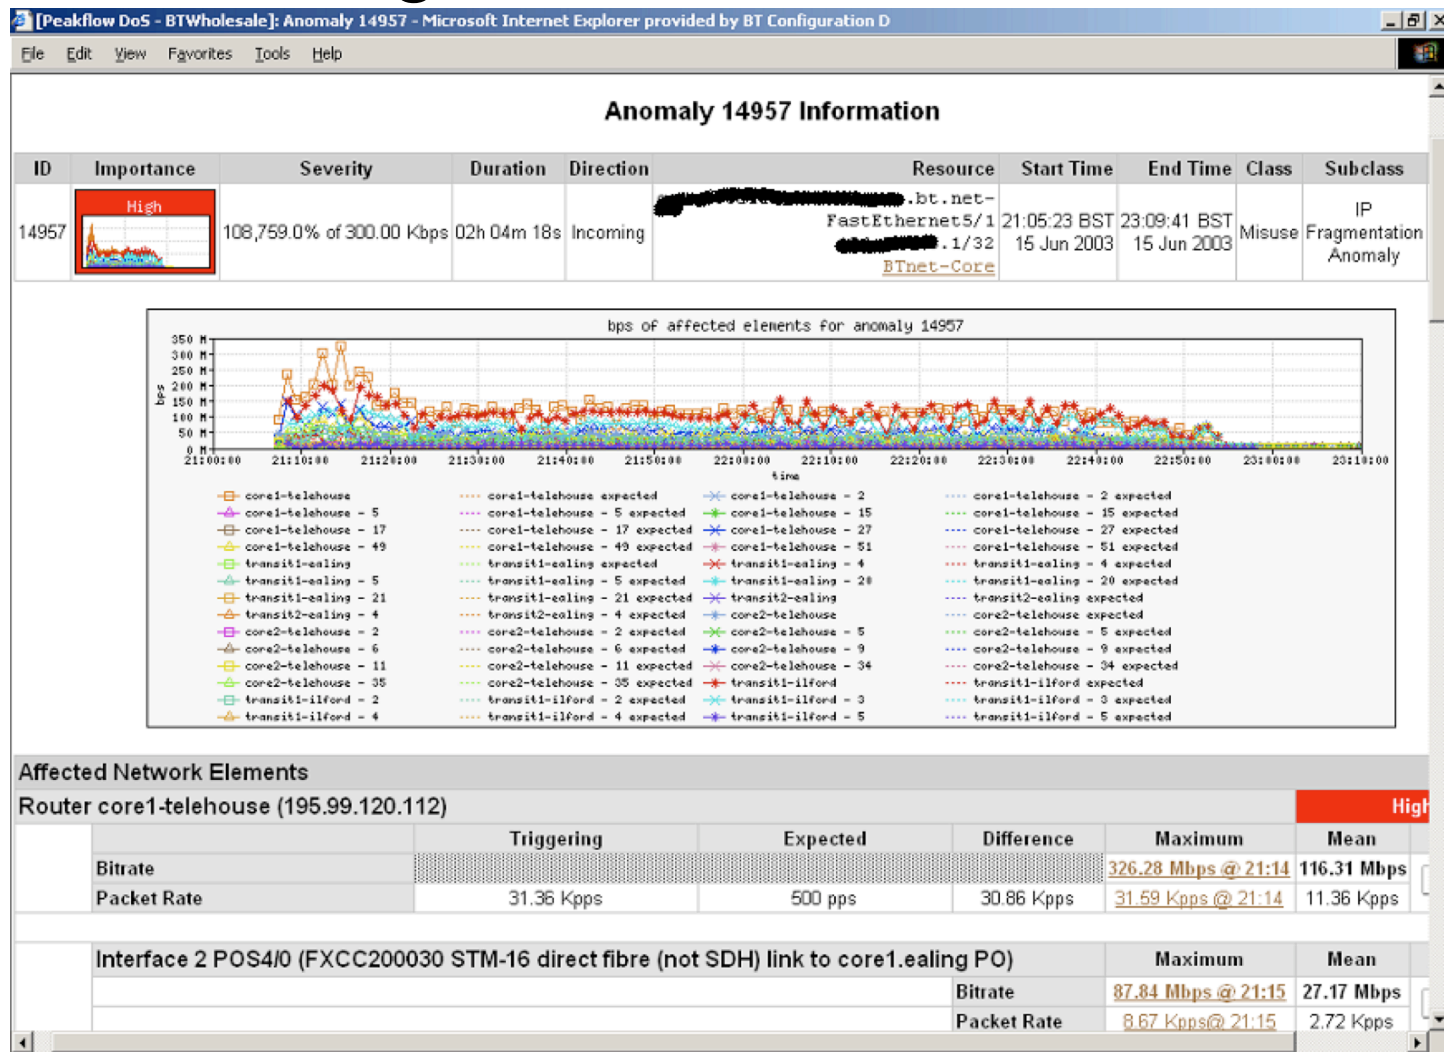 [Peakflow DoS - BTWholesale]: Anomaly 14957 - Microsoft Internet Explorer provided by BT Configuration D
File Edit View Favorites Tools Help
Anomaly 14957 Information
ID Importance Severity Duration Direction Resource Start Time End Time Class Subclass
14957 High 108,759.0% of 300.00 Kbps 02h 04m 18s Incoming .bt.net-FastEthernet5/1 .1/32 BTnet-Core 21:05:23 BST 15 Jun 2003 23:09:41 BST 15 Jun 2003 Misuse IP Fragmentation Anomaly
bps of affected elements for anomaly 14957
350 M
300 M
250 M
200 M
150 M
100 M
50 M
0 M
bps
21:00:00 21:10:00 21:20:00 21:30:00 21:40:00 21:50:00 22:00:00 22:10:00 22:20:00 22:30:00 22:40:00 22:50:00 23:00:00 23:10:00
time
core1-telehouse core1-telehouse expected core1-telehouse - 2 core1-telehouse - 2 expected
core1-telehouse - 5 core1-telehouse - 5 expected core1-telehouse - 15 core1-telehouse - 15 expected
core1-telehouse - 17 core1-telehouse - 17 expected core1-telehouse - 27 core1-telehouse - 27 expected
core1-telehouse - 49 core1-telehouse - 49 expected core1-telehouse - 51 core1-telehouse - 51 expected
transit1-ealing transit1-ealing expected transit1-ealing - 4 transit1-ealing - 4 expected
transit1-ealing - 5 transit1-ealing - 5 expected transit1-ealing - 20 transit1-ealing - 20 expected
transit1-ealing - 21 transit1-ealing - 21 expected transit2-ealing transit2-ealing expected
transit2-ealing - 4 transit2-ealing - 4 expected core2-telehouse core2-telehouse expected
core2-telehouse - 2 core2-telehouse - 2 expected core2-telehouse - 5 core2-telehouse - 5 expected
core2-telehouse - 6 core2-telehouse - 6 expected core2-telehouse - 9 core2-telehouse - 9 expected
core2-telehouse - 11 core2-telehouse - 11 expected core2-telehouse - 34 core2-telehouse - 34 expected
core2-telehouse - 35 core2-telehouse - 35 expected transit1-ilford transit1-ilford expected
transit1-ilford - 2 transit1-ilford - 2 expected transit1-ilford - 3 transit1-ilford - 3 expected
transit1-ilford - 4 transit1-ilford - 4 expected transit1-ilford - 5 transit1-ilford - 5 expected
Affected Network Elements
Router core1-telehouse (195.99.120.112) High
Triggering Expected Difference Maximum Mean
Bitrate 326.28 Mbps @ 21:14 116.31 Mbps
Packet Rate 31.36 Kpps 500 pps 30.86 Kpps 31.59 Kpps @ 21:14 11.36 Kpps
Interface 2 POS4/0 (FXCC200030 STM-16 direct fibre (not SDH) link to core1.ealing PO) Maximum Mean
Bitrate 87.84 Mbps @ 21:15 27.17 Mbps
Packet Rate 8.67 Kpps@ 21:15 2.72 Kpps